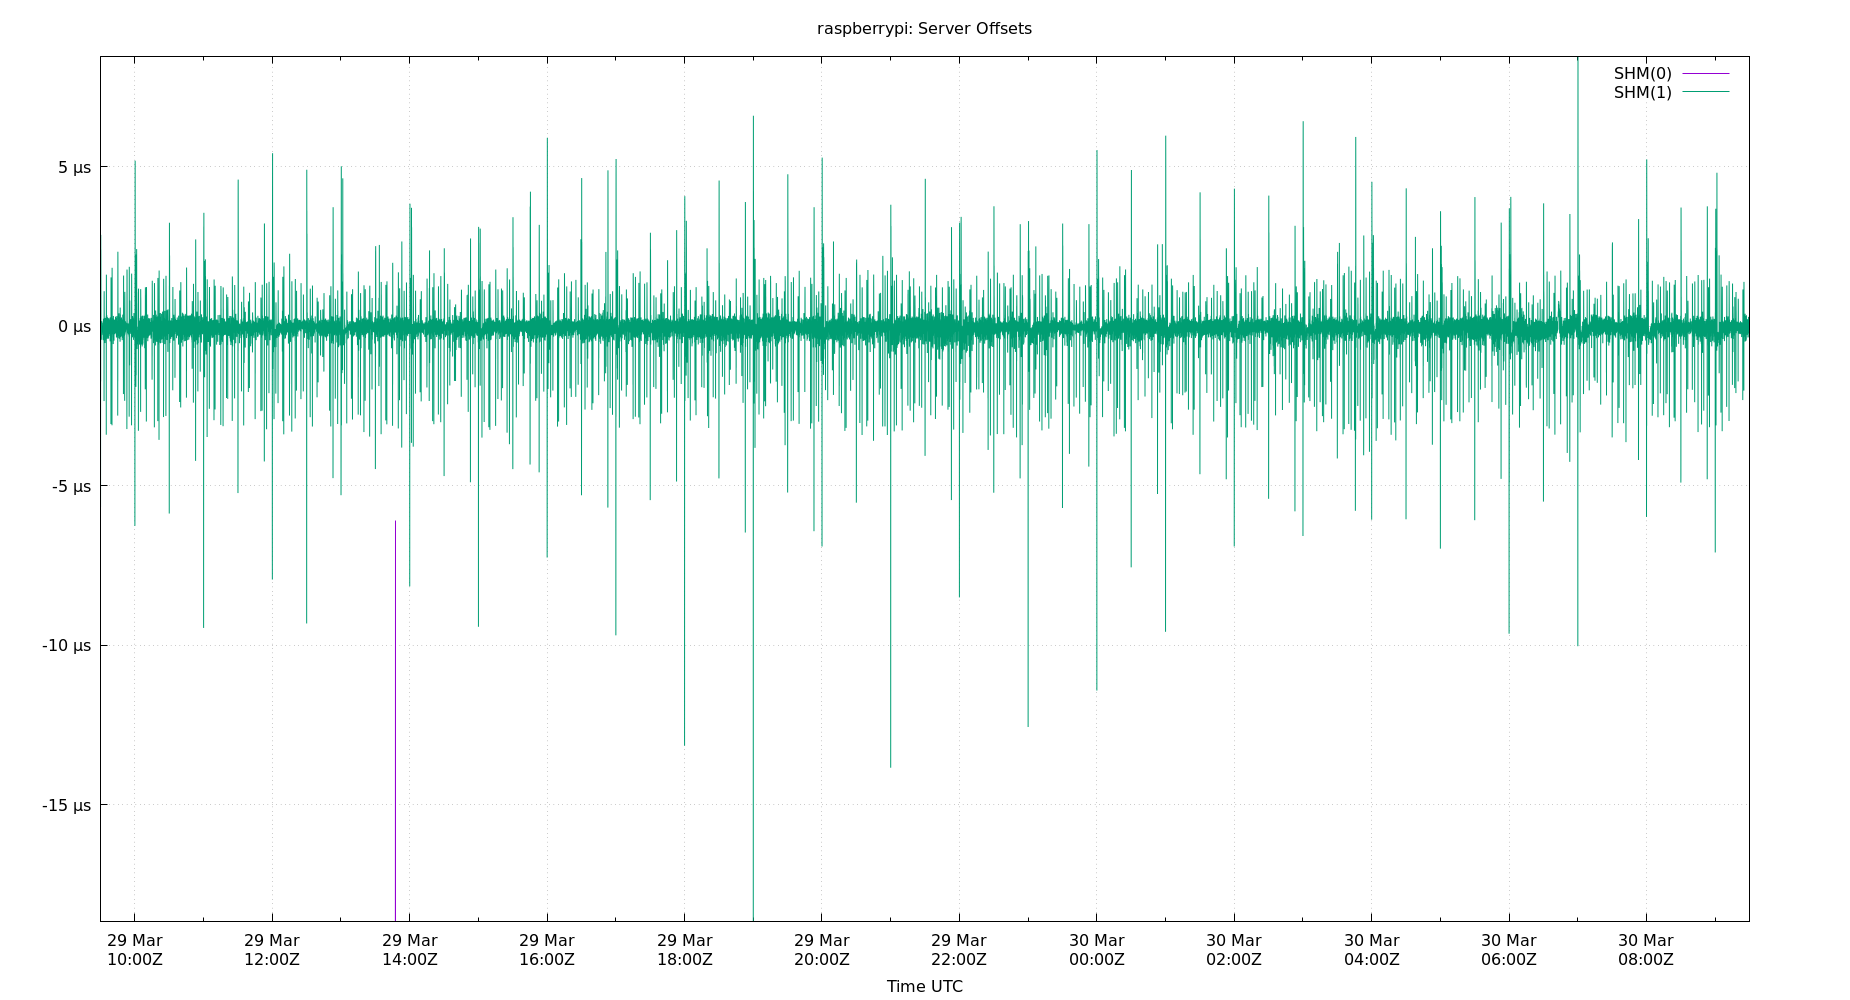 raspberrypi: Server Offsets
SHM(0)
SHM(1)
5 µs
0 µs
-5 µs
-10 µs
-15 µs
29 Mar 29 Mar 29 Mar 29 Mar 29 Mar 29 Mar 29 Mar 30 Mar 30 Mar 30 Mar 30 Mar 30 Mar
10:00Z 12:00Z 14:00Z 16:00Z 18:00Z 20:00Z 22:00Z 00:00Z 02:00Z 04:00Z 06:00Z 08:00Z
Time UTC